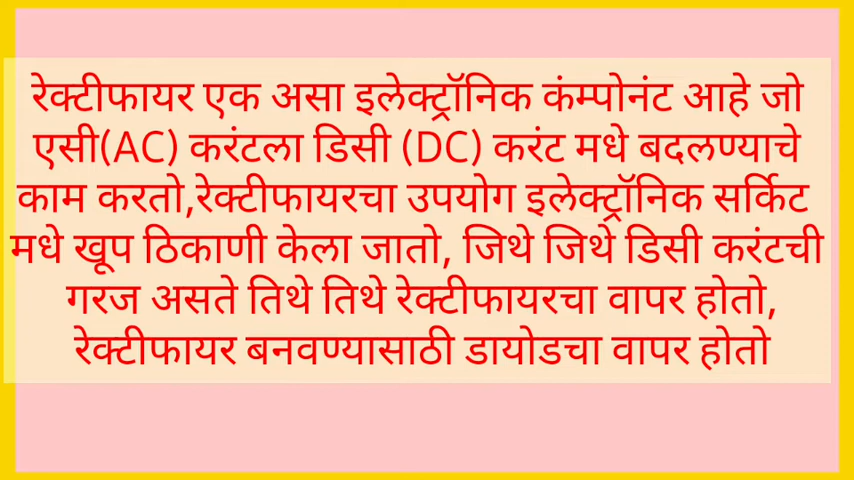 रेक्टीफायर एक असा इलेक्ट्रॉनिक कंम्पोनंट आहे जो
एसी(AC) करंटला डिसी (DC) करंट मधे बदलण्याचे
काम करतो,रेक्टीफायरचा उपयोग इलेक्ट्रॉनिक सर्किट
मधे खूप ठिकाणी केला जातो, जिथे जिथे डिसी करंटची
गरज असते तिथे तिथे रेक्टीफायरचा वापर होतो,
रेक्टीफायर बनवण्यासाठी डायोडचा वापर होतो